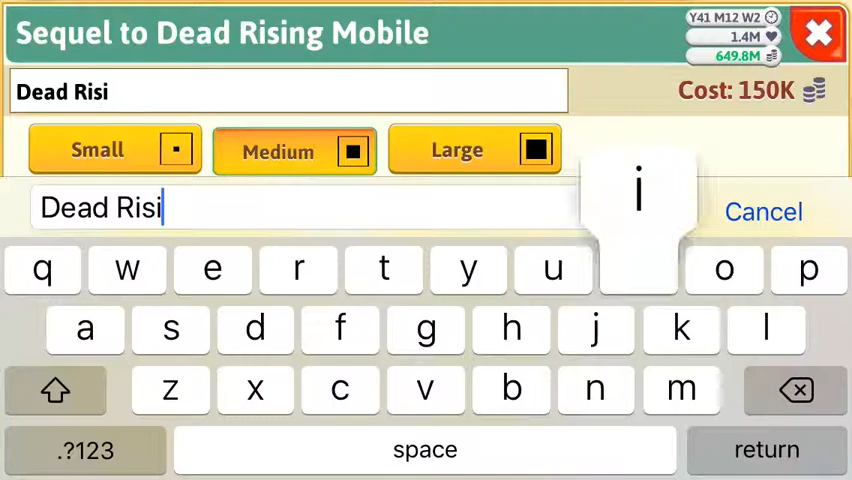 Sequel to Dead Rising Mobile
Y41 M12 W2
1.4M
649.8M
Dead Risi
Cost: 150K
Small
Medium
Large
Dead Risi
i
Cancel
q w e r t y u o p
a s d f g h j k l
z x c v b n m
.?123
space
return